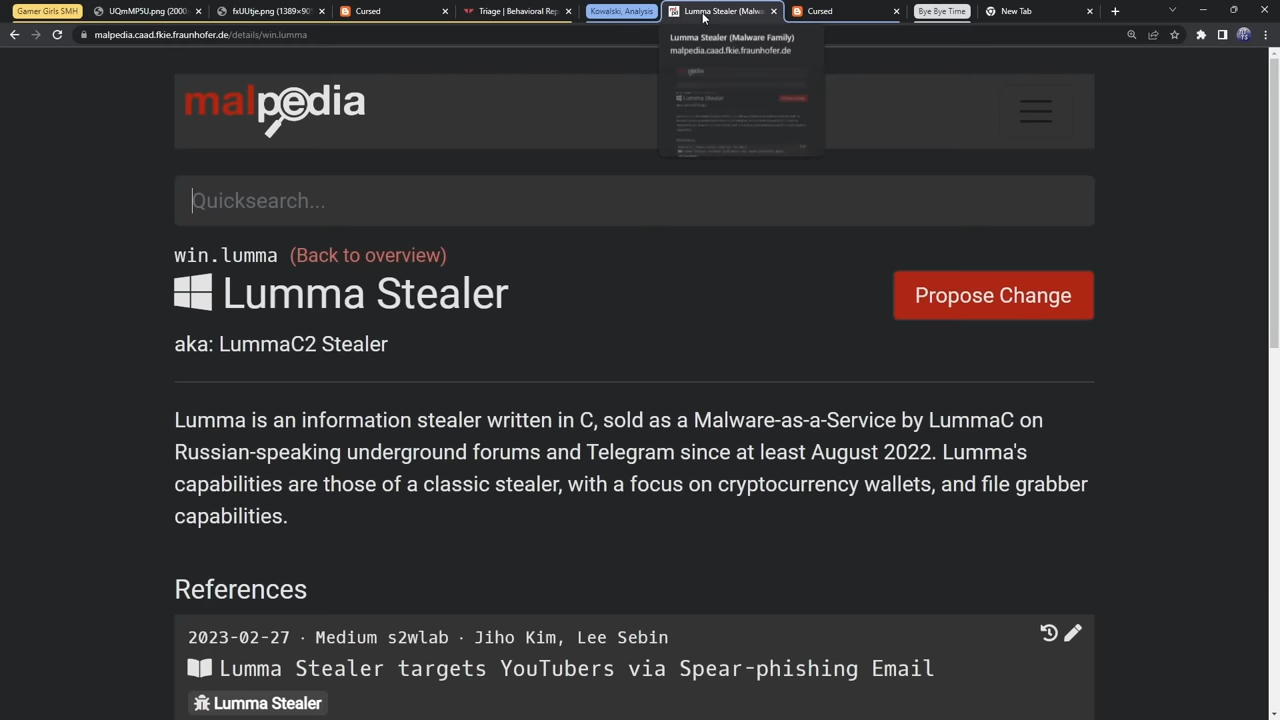 Gamer Girls SMH
UQmMP5U.png (2000×
fxUUtje.png (1389×90
Cursed
Triage | Behavioral Rep
Kowalski, Analysis
Lumma Stealer (Malwa
Cursed
Bye Bye Time
New Tab
malpedia.caad.fkie.fraunhofer.de/details/win.lumma
Lumma Stealer (Malware Family)
malpedia.caad.fkie.fraunhofer.de
malpedia
Quicksearch...
win.lumma (Back to overview)
Lumma Stealer
Propose Change
aka: LummaC2 Stealer
Lumma is an information stealer written in C, sold as a Malware-as-a-Service by LummaC on
Russian-speaking underground forums and Telegram since at least August 2022. Lumma's
capabilities are those of a classic stealer, with a focus on cryptocurrency wallets, and file grabber
capabilities.
References
2023-02-27 · Medium s2wlab · Jiho Kim, Lee Sebin
Lumma Stealer targets YouTubers via Spear-phishing Email
Lumma Stealer